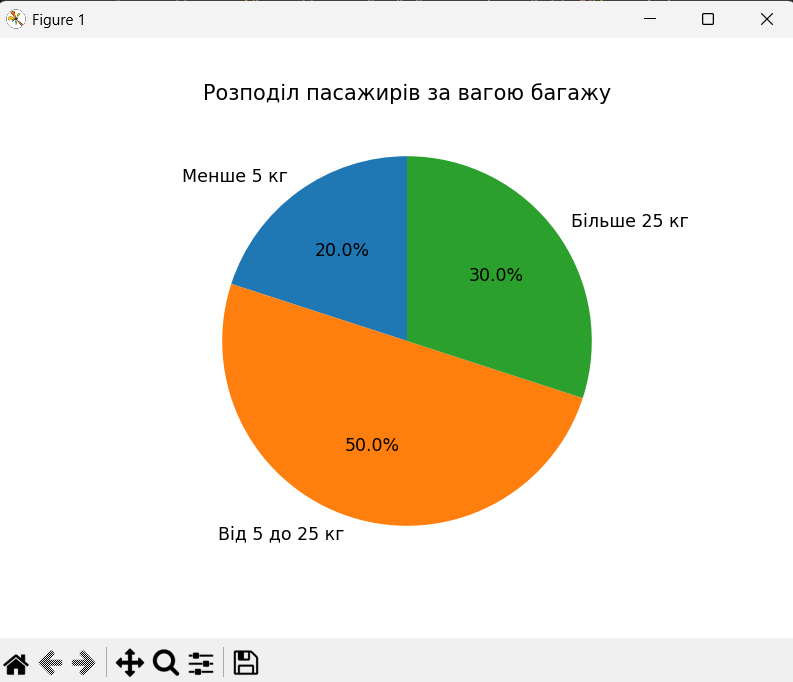 Figure 1
Розподіл пасажирів за вагою багажу
Менше 5 кг
Більше 25 кг
20.0%
30.0%
50.0%
Від 5 до 25 кг